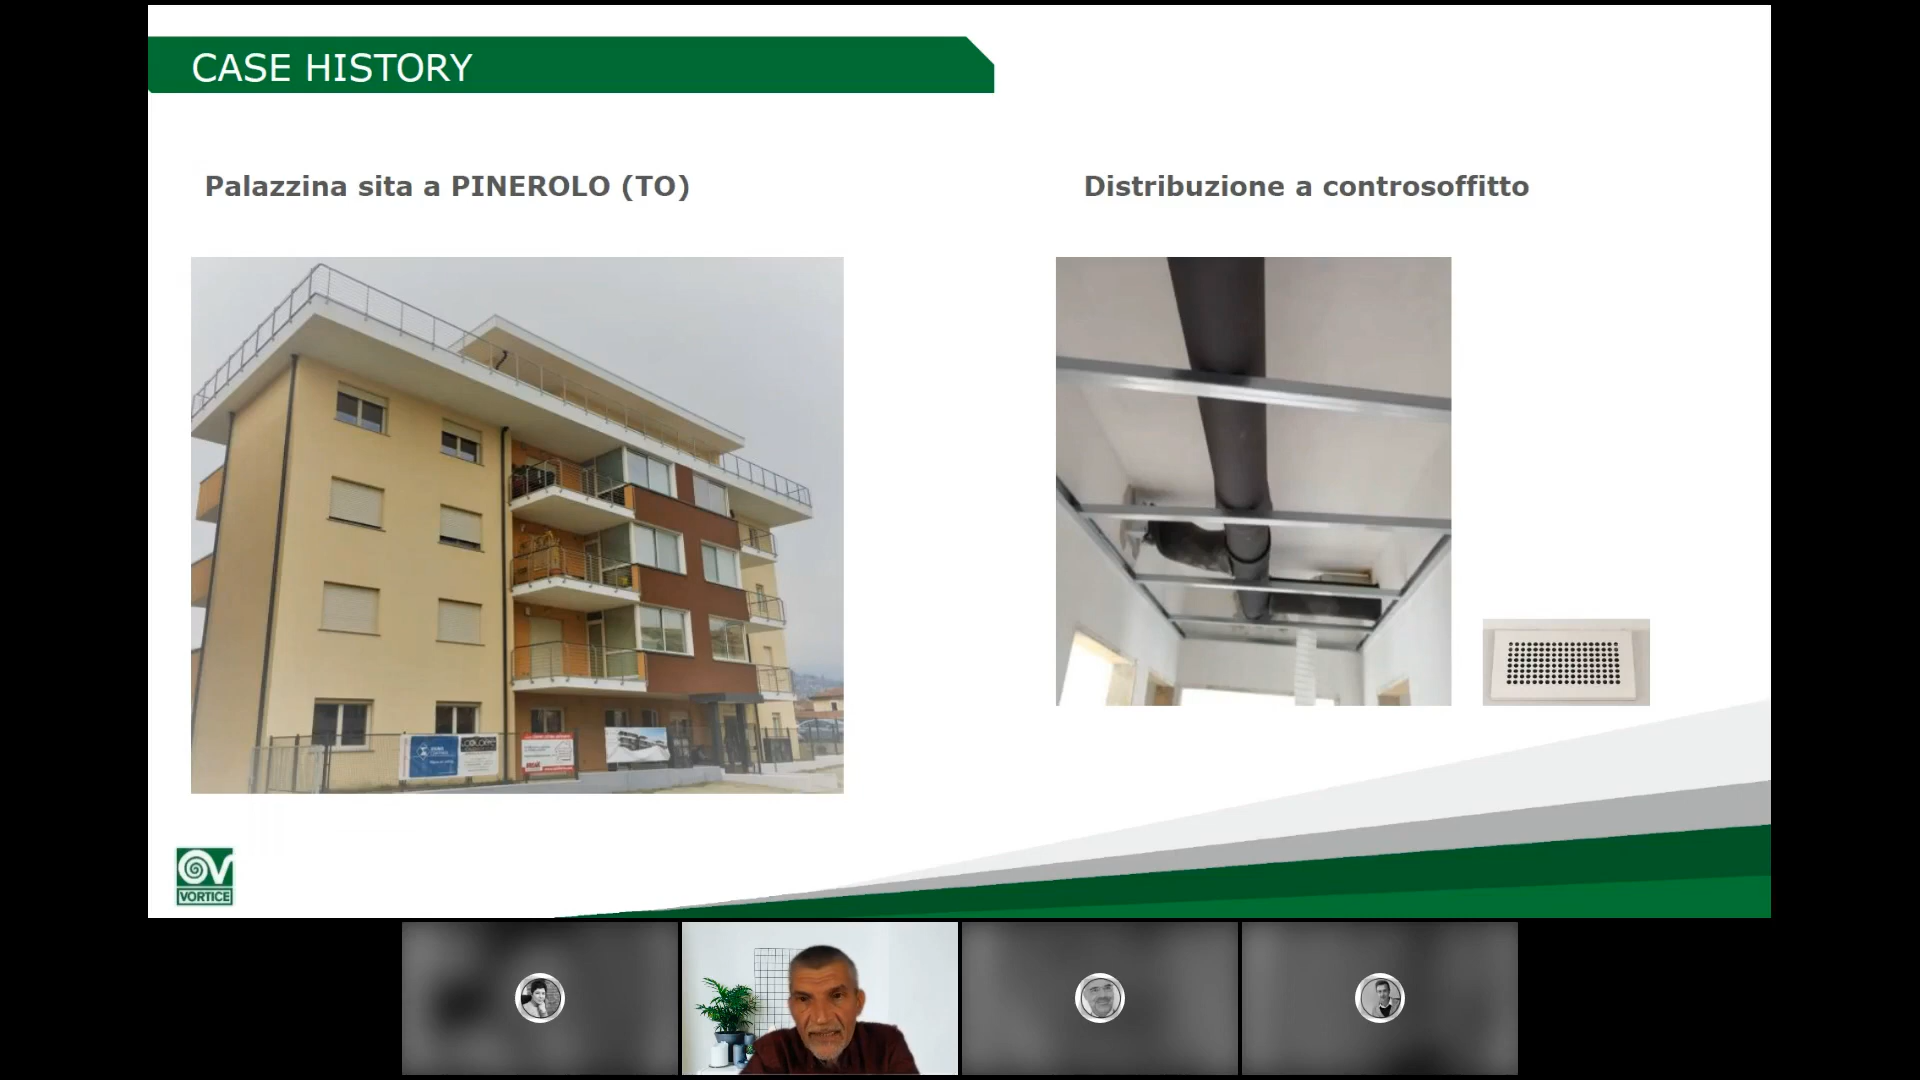 CASE HISTORY
Palazzina sita a PINEROLO (TO)
Distribuzione a controsoffitto
VORTICE